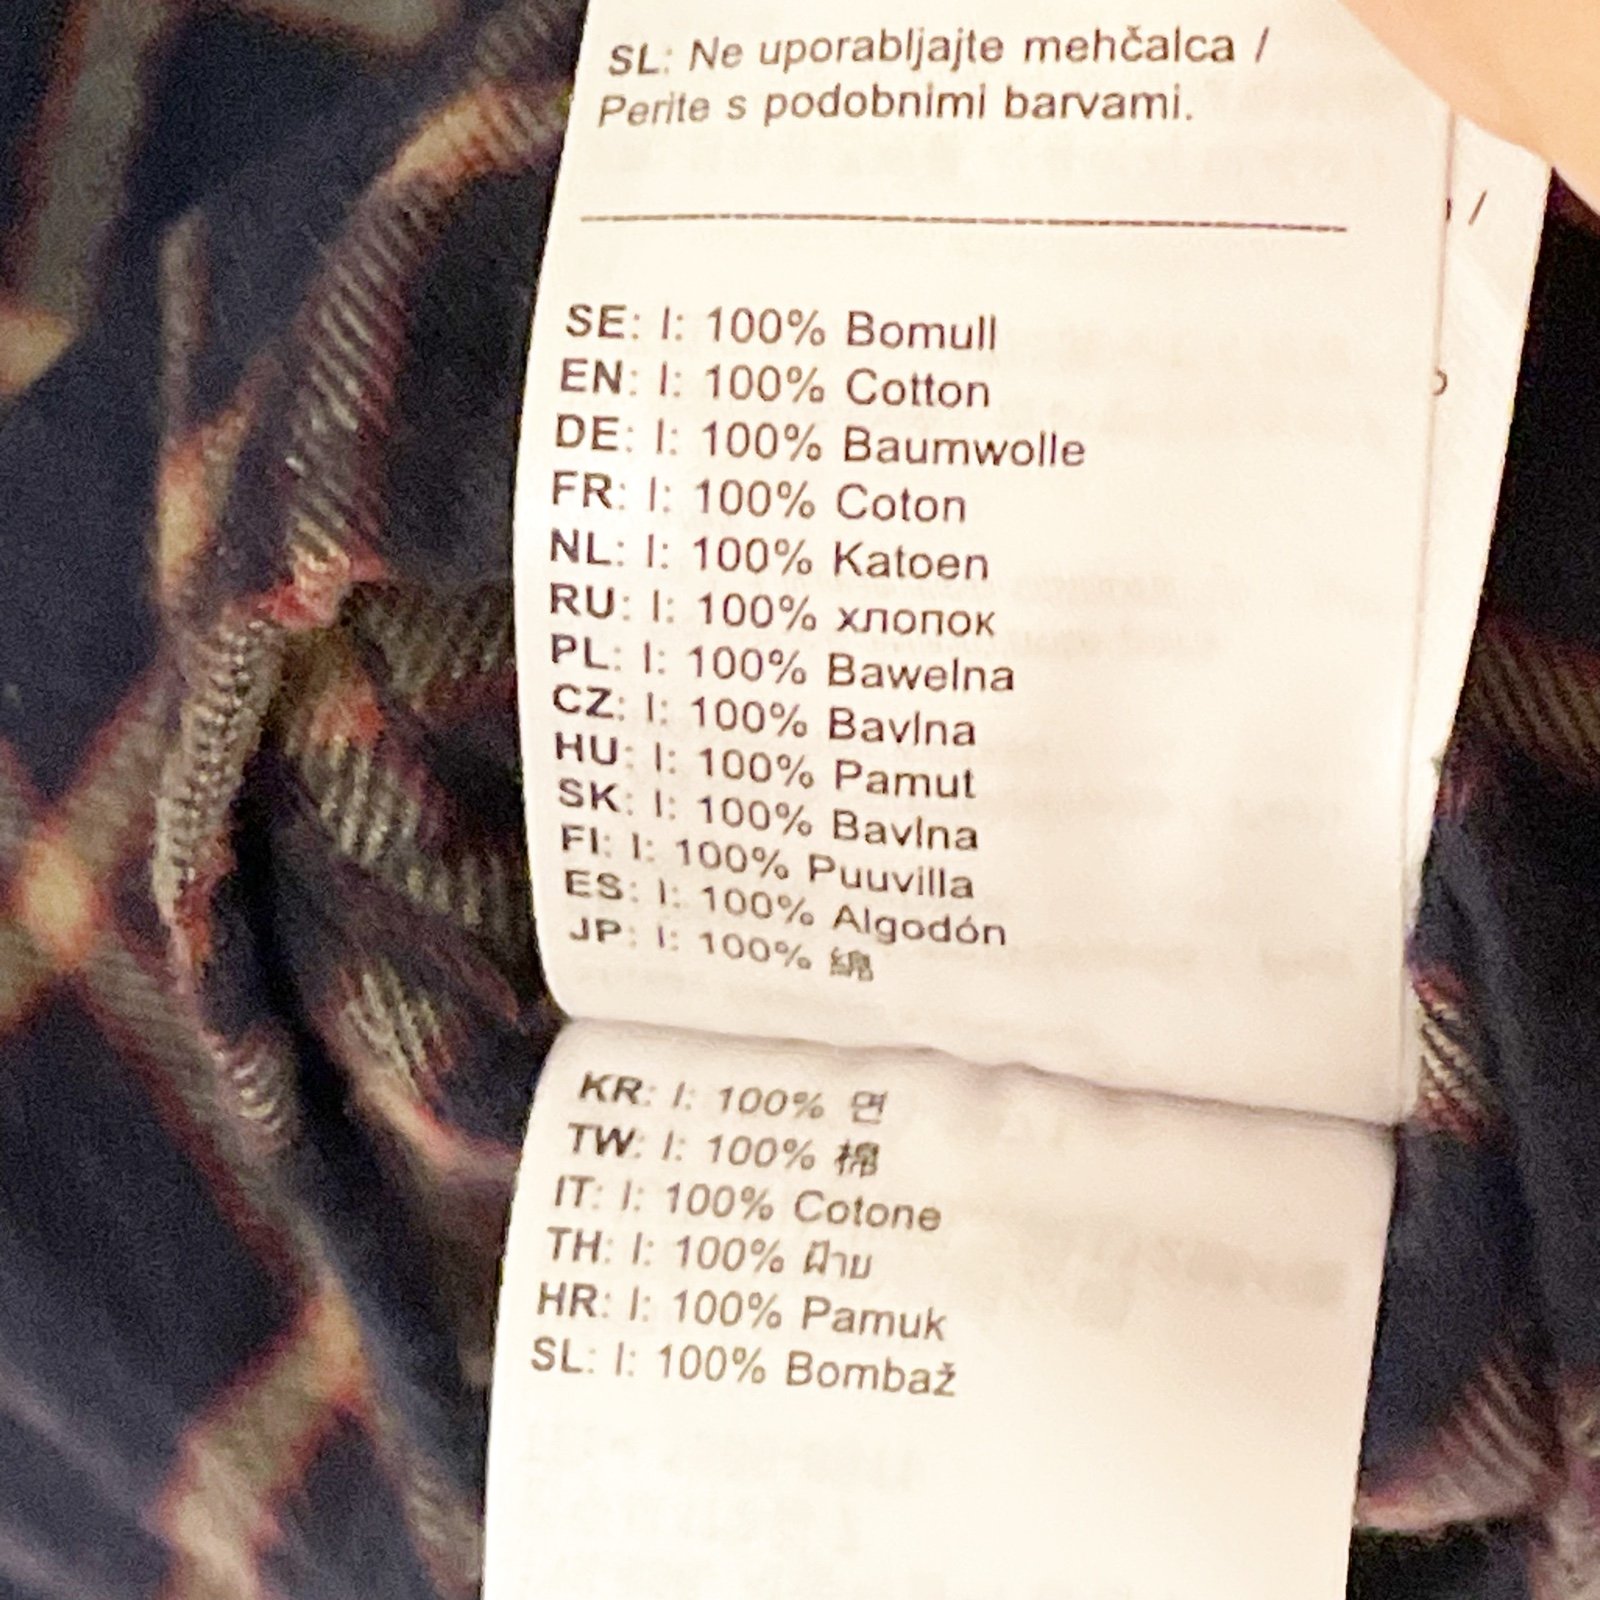 SL: Ne uporabljajte mehčalca /
Perite s podobnimi barvami.
SE: I: 100% Bomull
EN: I: 100% Cotton
DE: I: 100% Baumwolle
FR: I: 100% Coton
NL: I: 100% Katoen
RU: I: 100% хлопок
PL: I: 100% Bawelna
CZ: I: 100% Bavlna
HU: I: 100% Pamut
SK: I: 100% Bavlna
FI: I: 100% Puuvilla
ES: I: 100% Algodón
JP: I: 100% 綿
KR: I: 100% 면
TW: I: 100% 棉
IT: I: 100% Cotone
TH: I: 100% ฝ้าย
HR: I: 100% Pamuk
SL: I: 100% Bombaž